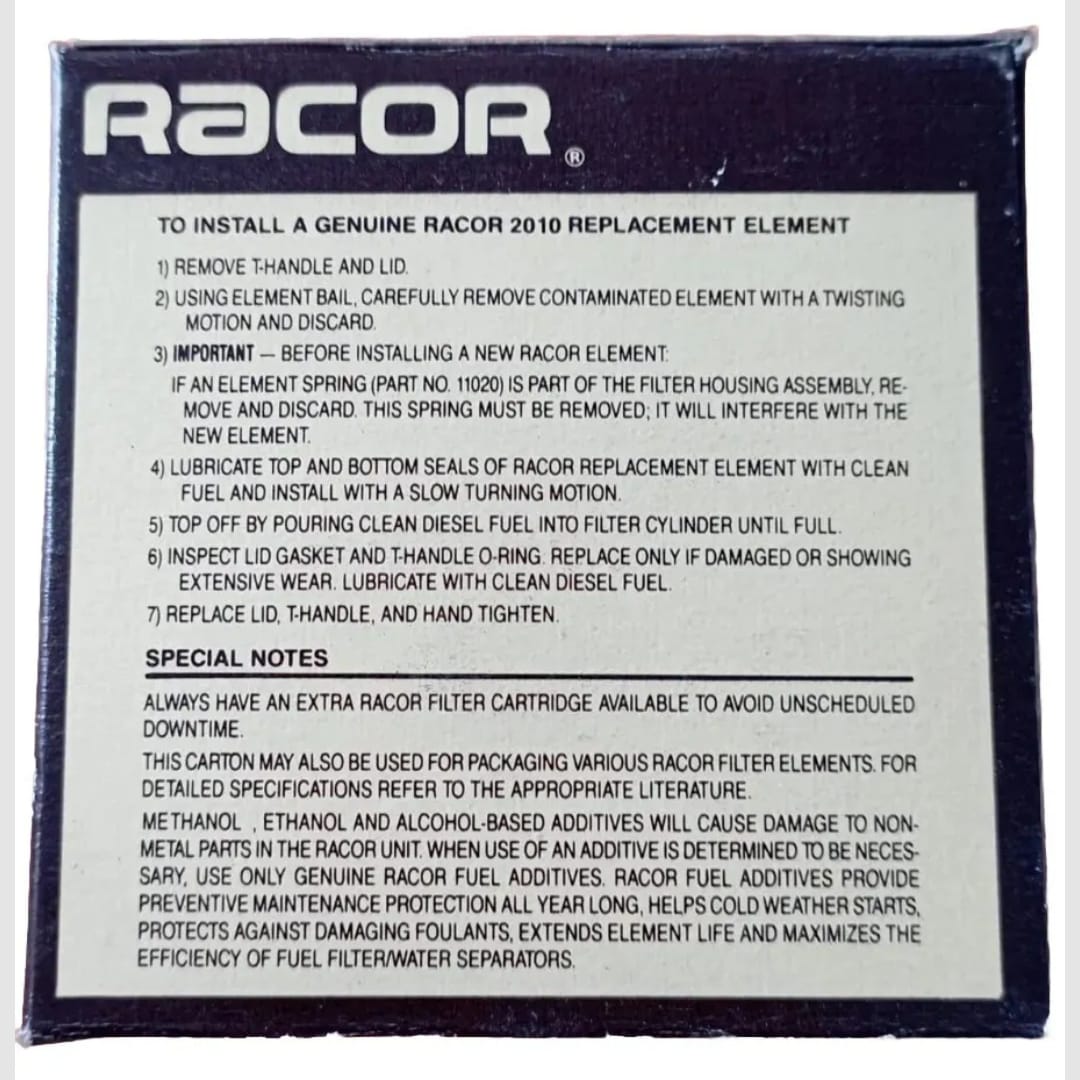 RACOR ®
TO INSTALL A GENUINE RACOR 2010 REPLACEMENT ELEMENT
1) REMOVE T-HANDLE AND LID.
2) USING ELEMENT BAIL, CAREFULLY REMOVE CONTAMINATED ELEMENT WITH A TWISTING
MOTION AND DISCARD.
3) IMPORTANT — BEFORE INSTALLING A NEW RACOR ELEMENT:
IF AN ELEMENT SPRING (PART NO. 11020) IS PART OF THE FILTER HOUSING ASSEMBLY, RE-
MOVE AND DISCARD. THIS SPRING MUST BE REMOVED; IT WILL INTERFERE WITH THE
NEW ELEMENT.
4) LUBRICATE TOP AND BOTTOM SEALS OF RACOR REPLACEMENT ELEMENT WITH CLEAN
FUEL AND INSTALL WITH A SLOW TURNING MOTION.
5) TOP OFF BY POURING CLEAN DIESEL FUEL INTO FILTER CYLINDER UNTIL FULL.
6) INSPECT LID GASKET AND T-HANDLE O-RING. REPLACE ONLY IF DAMAGED OR SHOWING
EXTENSIVE WEAR. LUBRICATE WITH CLEAN DIESEL FUEL.
7) REPLACE LID, T-HANDLE, AND HAND TIGHTEN.
SPECIAL NOTES
ALWAYS HAVE AN EXTRA RACOR FILTER CARTRIDGE AVAILABLE TO AVOID UNSCHEDULED
DOWNTIME.
THIS CARTON MAY ALSO BE USED FOR PACKAGING VARIOUS RACOR FILTER ELEMENTS. FOR
DETAILED SPECIFICATIONS REFER TO THE APPROPRIATE LITERATURE.
METHANOL , ETHANOL AND ALCOHOL-BASED ADDITIVES WILL CAUSE DAMAGE TO NON-
METAL PARTS IN THE RACOR UNIT. WHEN USE OF AN ADDITIVE IS DETERMINED TO BE NECES-
SARY, USE ONLY GENUINE RACOR FUEL ADDITIVES. RACOR FUEL ADDITIVES PROVIDE
PREVENTIVE MAINTENANCE PROTECTION ALL YEAR LONG, HELPS COLD WEATHER STARTS,
PROTECTS AGAINST DAMAGING FOULANTS, EXTENDS ELEMENT LIFE AND MAXIMIZES THE
EFFICIENCY OF FUEL FILTER/WATER SEPARATORS.